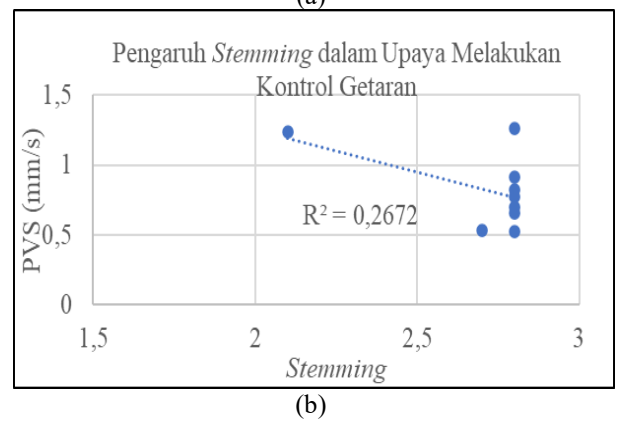 (a)
Pengaruh Stemming dalam Upaya Melakukan
Kontrol Getaran
1,5
1
0,5
0
PVS (mm/s)
R² = 0,2672
1,5 2 2,5 3
Stemming
(b)